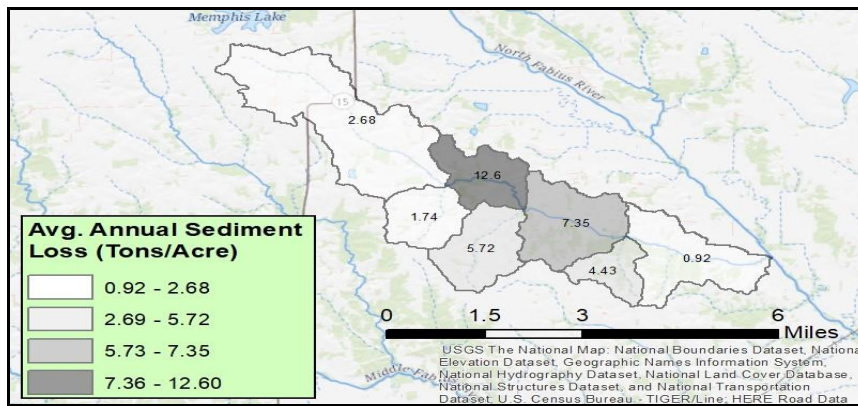 Memphis Lake
North Fabius River
15
2.68
12.6
1.74
7.35
5.72
4.43
0.92
Avg. Annual Sediment
Loss (Tons/Acre)
0.92 - 2.68
2.69 - 5.72
5.73 - 7.35
7.36 - 12.60
0 1.5 3 6
Miles
Middle Fabius
USGS The National Map: National Boundaries Dataset, Nationa
Elevation Dataset, Geographic Names Information System,
National Hydrography Dataset, National Land Cover Database,
National Structures Dataset, and National Transportation
Dataset; U.S. Census Bureau - TIGER/Line; HERE Road Data